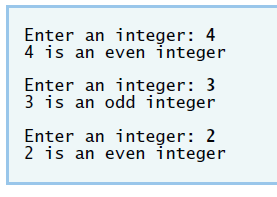 Enter an integer: 4
4 is an even integer
Enter an integer: 3
3 is an odd integer
Enter an integer: 2
2 is an even integer